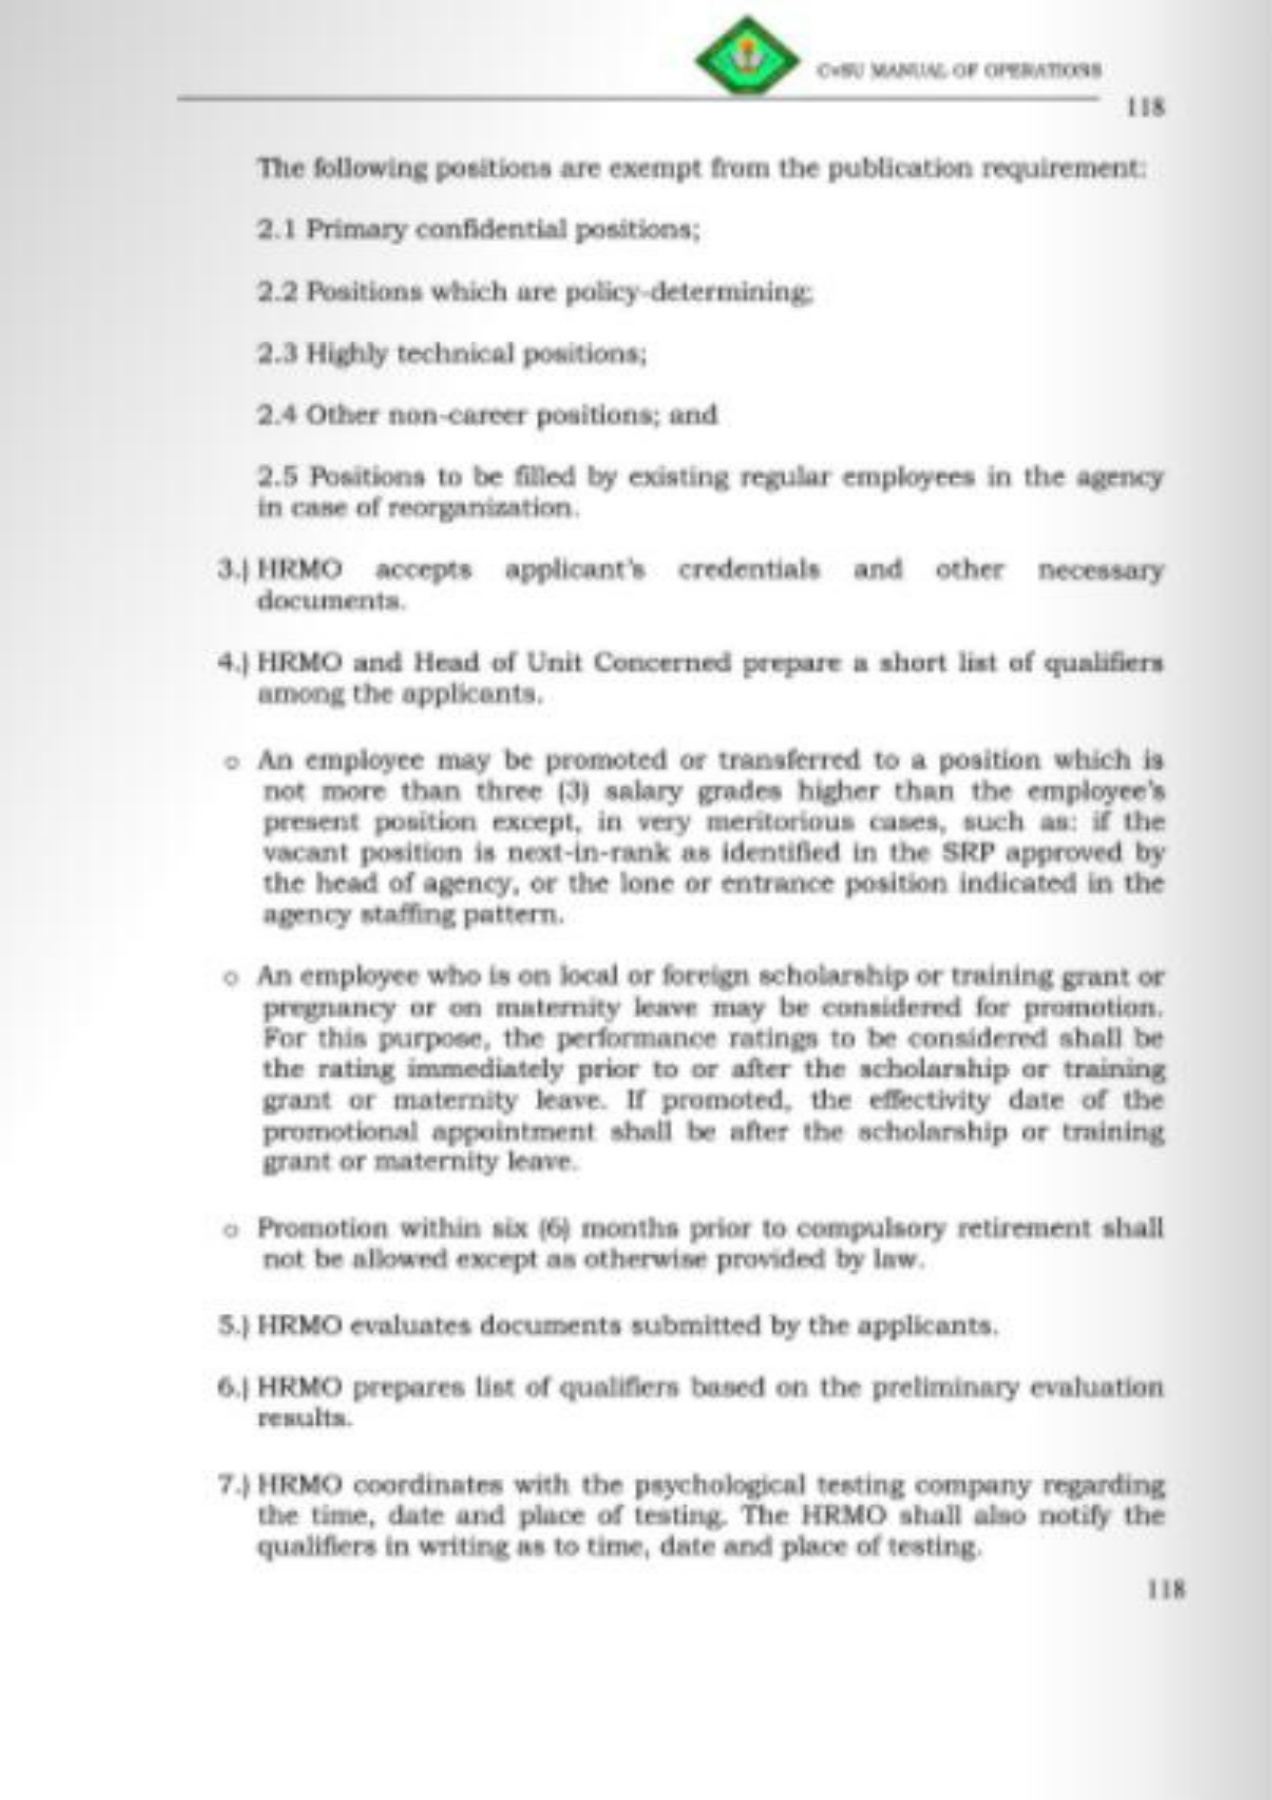 CvSU MANUAL OF OPERATIONS
118
The following positions are exempt from the publication requirement:
2.1 Primary confidential positions;
2.2 Positions which are policy-determining;
2.3 Highly technical positions;
2.4 Other non-career positions; and
2.5 Positions to be filled by existing regular employees in the agency
in case of reorganization.
3.) HRMO accepts applicant's credentials and other necessary
documents.
4.) HRMO and Head of Unit Concerned prepare a short list of qualifiers
among the applicants.
o An employee may be promoted or transferred to a position which is
not more than three (3) salary grades higher than the employee's
present position except, in very meritorious cases, such as: if the
vacant position is next-in-rank as identified in the SRP approved by
the head of agency, or the lone or entrance position indicated in the
agency staffing pattern.
o An employee who is on local or foreign scholarship or training grant or
pregnancy or on maternity leave may be considered for promotion.
For this purpose, the performance ratings to be considered shall be
the rating immediately prior to or after the scholarship or training
grant or maternity leave. If promoted, the effectivity date of the
promotional appointment shall be after the scholarship or training
grant or maternity leave.
o Promotion within six (6) months prior to compulsory retirement shall
not be allowed except as otherwise provided by law.
5.) HRMO evaluates documents submitted by the applicants.
6.) HRMO prepares list of qualifiers based on the preliminary evaluation
results.
7.) HRMO coordinates with the psychological testing company regarding
the time, date and place of testing. The HRMO shall also notify the
qualifiers in writing as to time, date and place of testing.
118